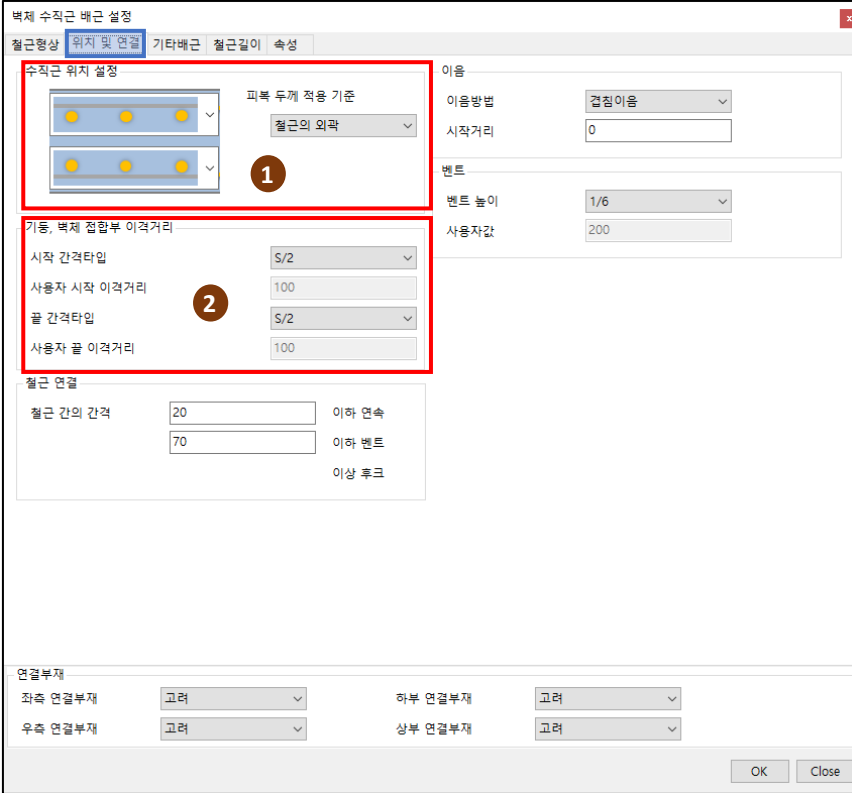 벽체 수직근 배근 설정
철근형상 위치 및 연결 기타배근 철근길이 속성
수직근 위치 설정
피복 두께 적용 기준
철근의 외곽
1
기둥, 벽체 접합부 이격거리
시작 간격타입 S/2
사용자 시작 이격거리 100
2
끝 간격타입 S/2
사용자 끝 이격거리 100
철근 연결
철근 간의 간격 20 이하 연속
70 이하 벤트
이상 후크
이음
이음방법 겹침이음
시작거리 0
벤트
벤트 높이 1/6
사용자값 200
연결부재
좌측 연결부재 고려 하부 연결부재 고려
우측 연결부재 고려 상부 연결부재 고려
OK Close